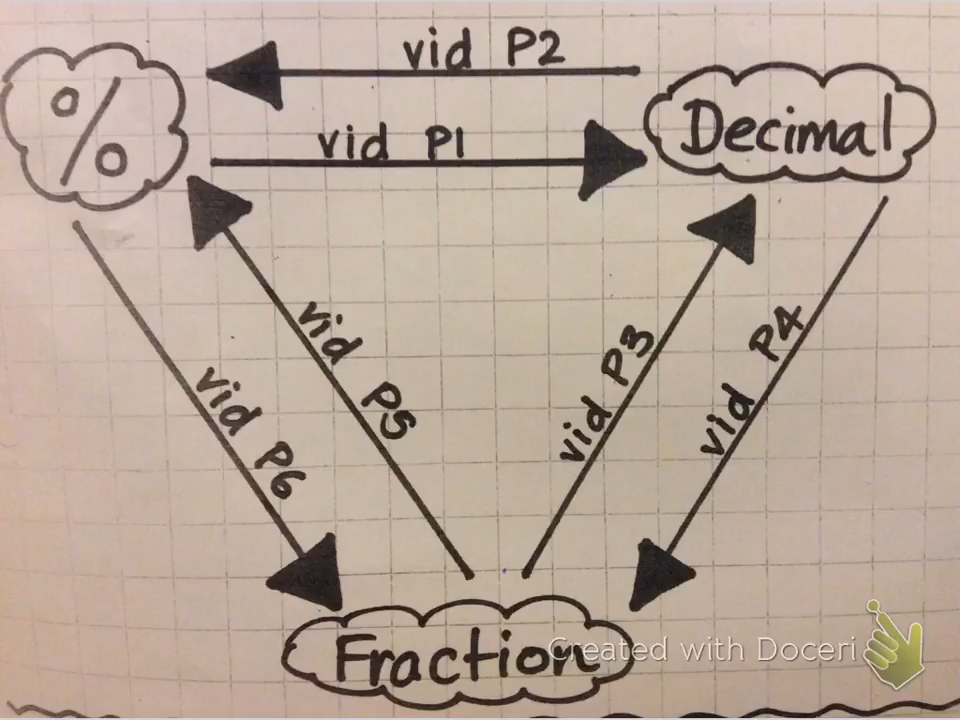 vid P2
%
Decimal
vid P1
vid P5
vid P3
vid P4
vid P6
Fraction
Created with Doceri